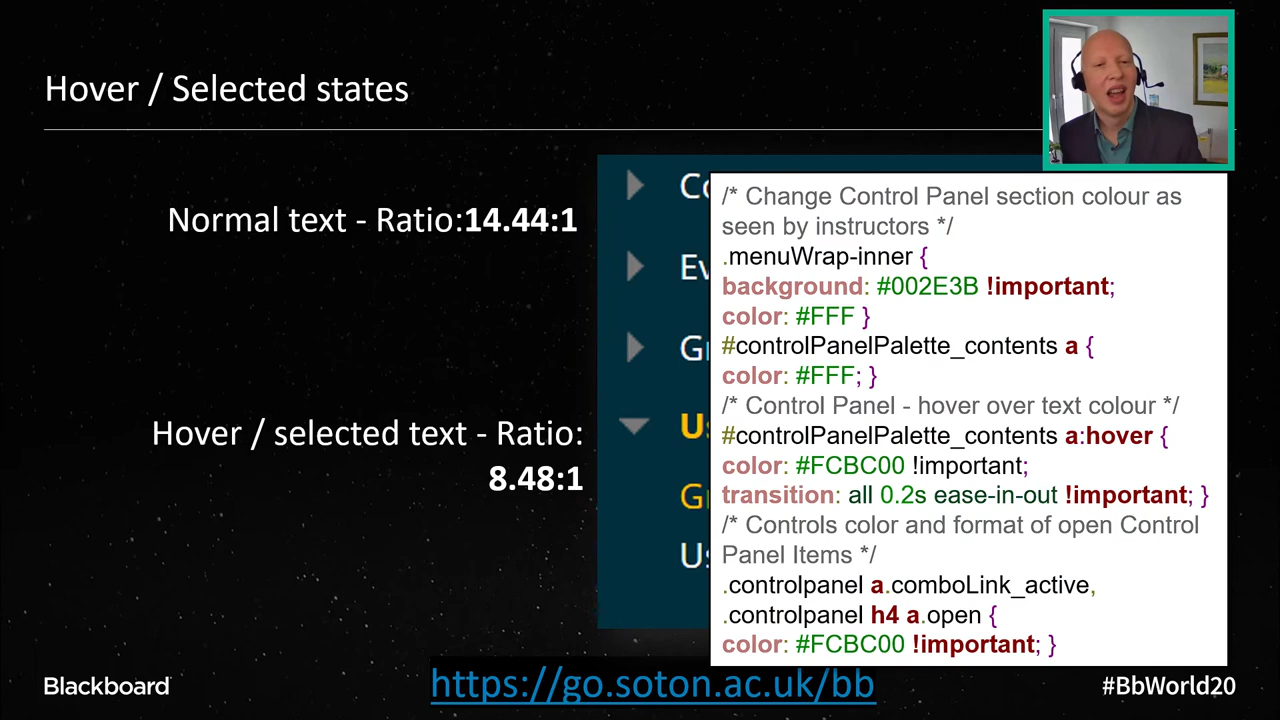 Hover / Selected states
Normal text - Ratio:14.44:1
Hover / selected text - Ratio:
8.48:1
/* Change Control Panel section colour as
seen by instructors */
.menuWrap-inner {
background: #002E3B !important;
color: #FFF }
#controlPanelPalette_contents a {
color: #FFF; }
/* Control Panel - hover over text colour */
#controlPanelPalette_contents a:hover {
color: #FCBC00 !important;
transition: all 0.2s ease-in-out !important; }
/* Controls color and format of open Control
Panel Items */
.controlpanel a.comboLink_active,
.controlpanel h4 a.open {
color: #FCBC00 !important; }
Blackboard
https://go.soton.ac.uk/bb
#BbWorld20